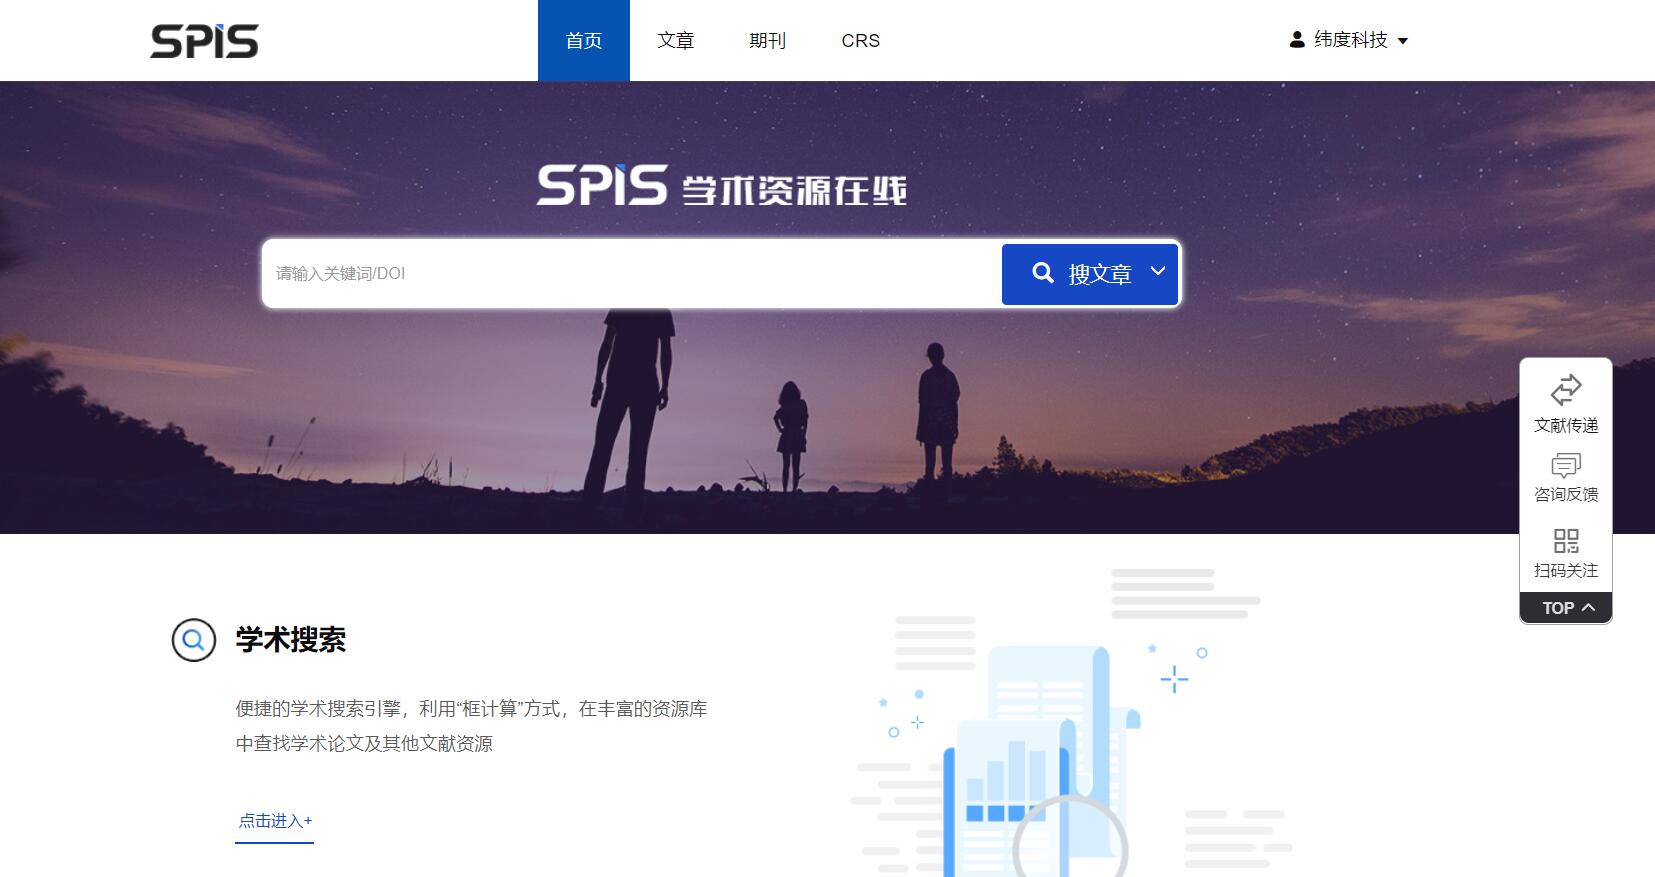 SPIS
首页
文章
期刊
CRS
纬度科技
SPIS 学术资源在线
请输入关键词/DOI
搜文章
文献传递
咨询反馈
扫码关注
TOP
学术搜索
便捷的学术搜索引擎，利用“框计算”方式，在丰富的资源库
中查找学术论文及其他文献资源
点击进入+